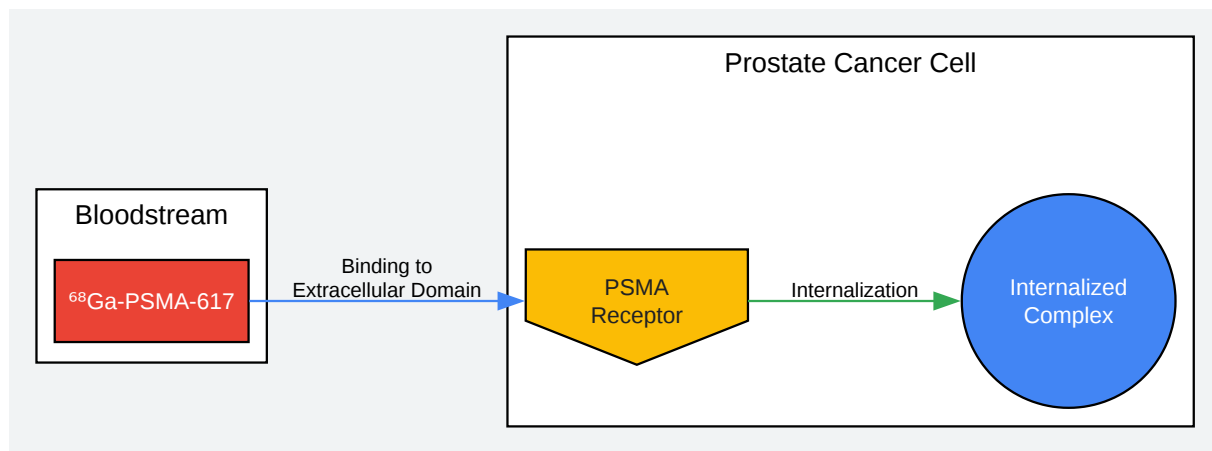 Prostate Cancer Cell
Bloodstream
⁶⁸Ga-PSMA-617
Binding to
Extracellular Domain
PSMA
Receptor
Internalization
Internalized
Complex